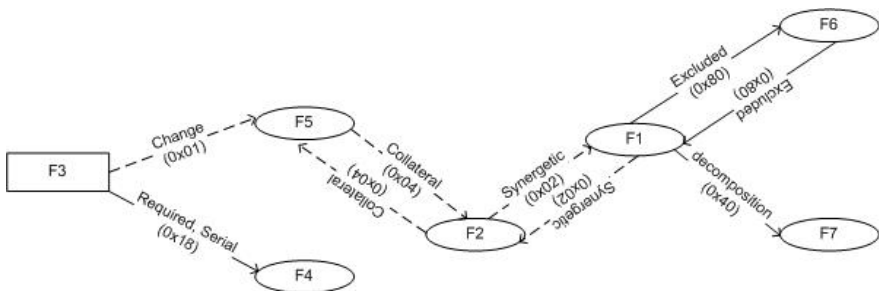 F6
Excluded
(0x80)
(0x80)
Excluded
F5
Change
(0x01)
F1
F3
Collateral
(0x04)
Collateral
(0x04)
Synergetic
(0x02)
(0x02)
Synergetic
decomposition
(0x40)
Required, Serial
(0x18)
F2
F7
F4